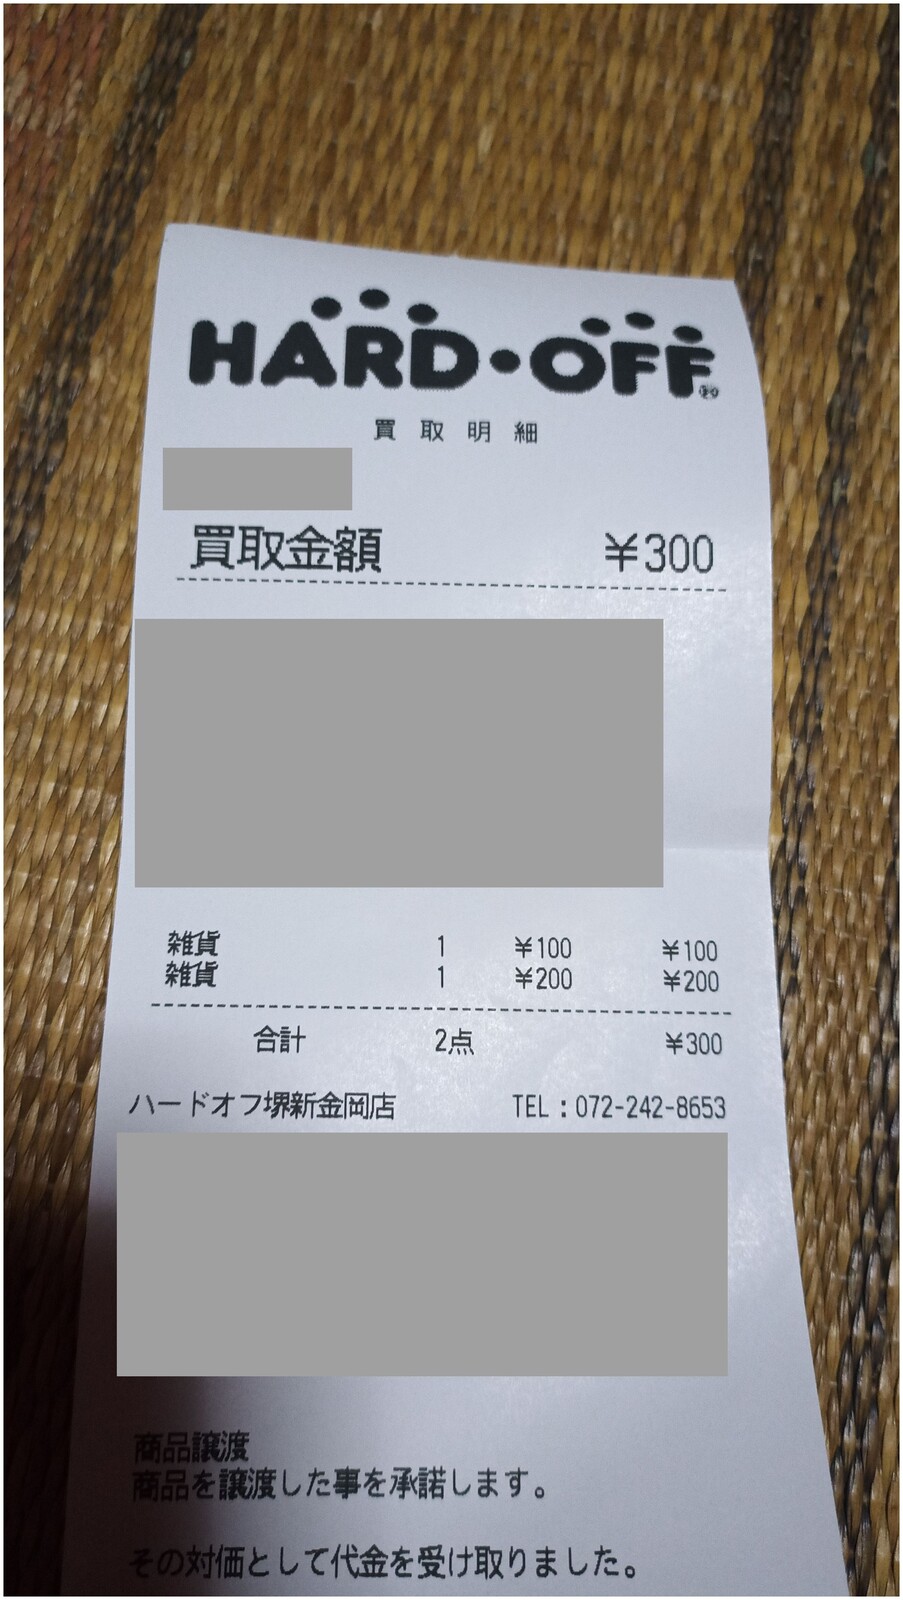 HARD・OFF
買取明細
買取金額 ¥300
雑貨 1 ¥100 ¥100
雑貨 1 ¥200 ¥200
合計 2点 ¥300
ハードオフ堺新金岡店 TEL:072-242-8653
商品譲渡
商品を譲渡した事を承諾します。
その対価として代金を受け取りました。